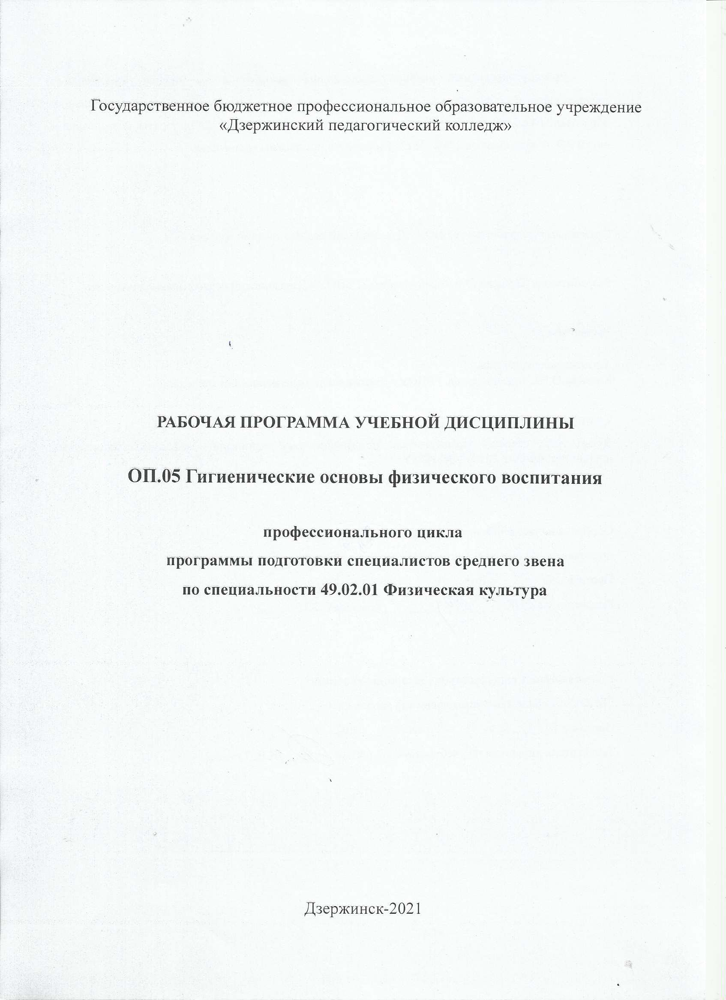 Государственное бюджетное профессиональное образовательное учреждение
«Дзержинский педагогический колледж»
РАБОЧАЯ ПРОГРАММА УЧЕБНОЙ ДИСЦИПЛИНЫ
ОП.05 Гигиенические основы физического воспитания
профессионального цикла
программы подготовки специалистов среднего звена
по специальности 49.02.01 Физическая культура
Дзержинск-2021